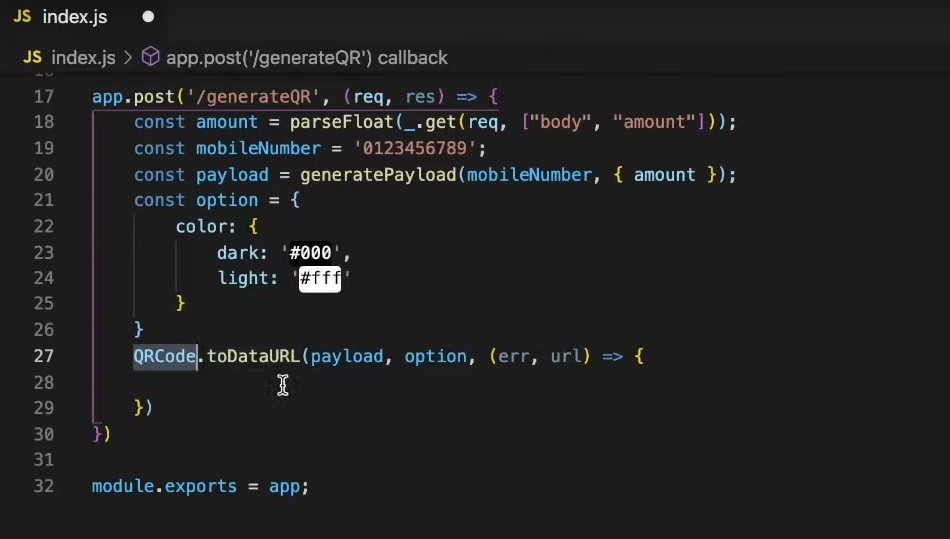 JS index.js
JS index.js > app.post('/generateQR') callback
17 app.post('/generateQR', (req, res) => {
18 const amount = parseFloat(_.get(req, ["body", "amount"]));
19 const mobileNumber = '0123456789';
20 const payload = generatePayload(mobileNumber, { amount });
21 const option = {
22 color: {
23 dark: '#000',
24 light: '#fff'
25 }
26 }
27 QRCode.toDataURL(payload, option, (err, url) => {
28
29 })
30 })
31
32 module.exports = app;